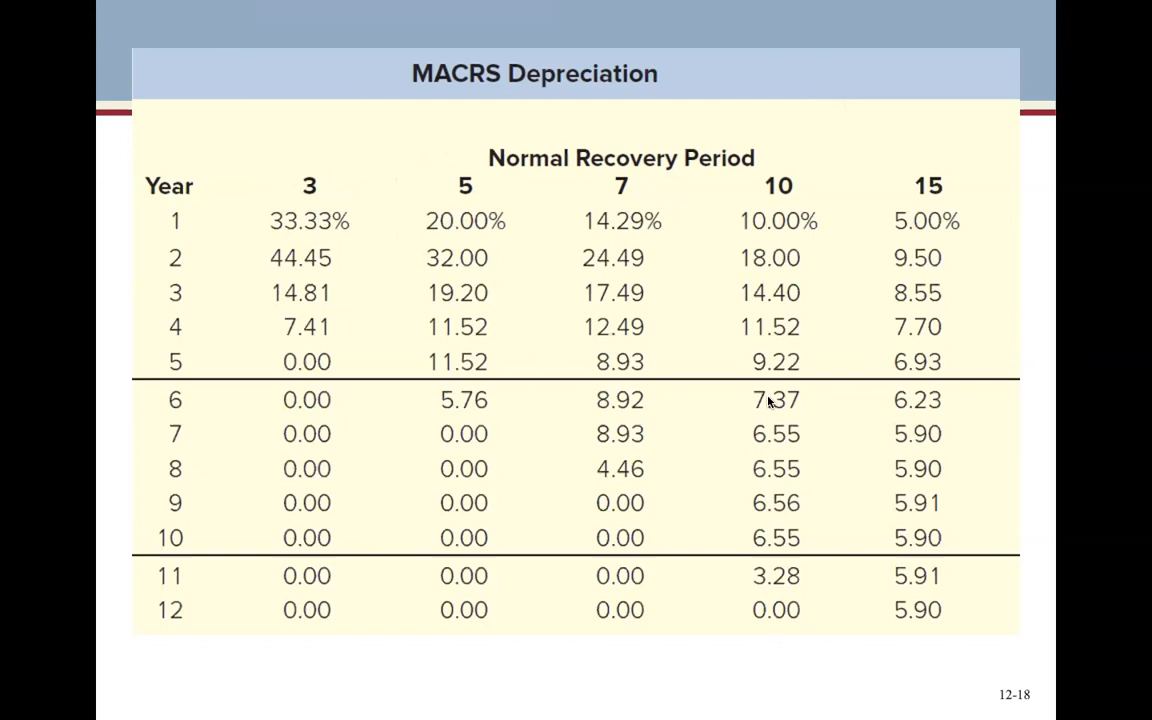 MACRS Depreciation
Normal Recovery Period
Year 3 5 7 10 15
1 33.33% 20.00% 14.29% 10.00% 5.00%
2 44.45 32.00 24.49 18.00 9.50
3 14.81 19.20 17.49 14.40 8.55
4 7.41 11.52 12.49 11.52 7.70
5 0.00 11.52 8.93 9.22 6.93
6 0.00 5.76 8.92 7.37 6.23
7 0.00 0.00 8.93 6.55 5.90
8 0.00 0.00 4.46 6.55 5.90
9 0.00 0.00 0.00 6.56 5.91
10 0.00 0.00 0.00 6.55 5.90
11 0.00 0.00 0.00 3.28 5.91
12 0.00 0.00 0.00 0.00 5.90
12-18